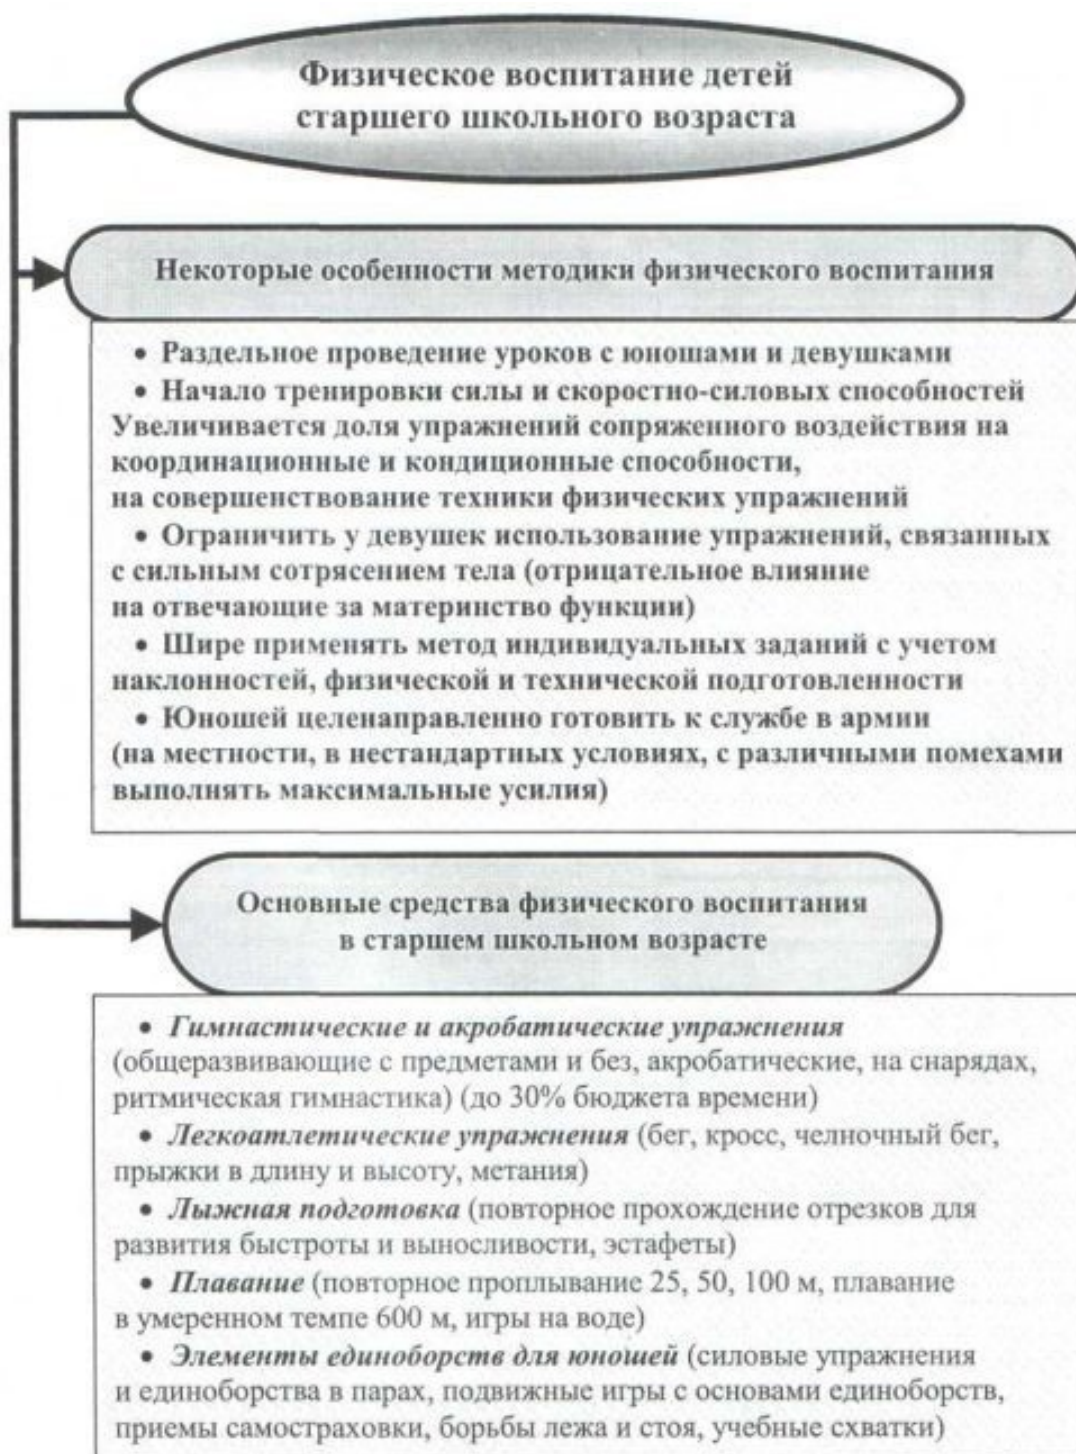 Физическое воспитание детей
старшего школьного возраста
Некоторые особенности методики физического воспитания
• Раздельное проведение уроков с юношами и девушками
• Начало тренировки силы и скоростно-силовых способностей
Увеличивается доля упражнений сопряженного воздействия на
координационные и кондиционные способности,
на совершенствование техники физических упражнений
• Ограничить у девушек использование упражнений, связанных
с сильным сотрясением тела (отрицательное влияние
на отвечающие за материнство функции)
• Шире применять метод индивидуальных заданий с учетом
наклонностей, физической и технической подготовленности
• Юношей целенаправленно готовить к службе в армии
(на местности, в нестандартных условиях, с различными помехами
выполнять максимальные усилия)
Основные средства физического воспитания
в старшем школьном возрасте
• Гимнастические и акробатические упражнения
(общеразвивающие с предметами и без, акробатические, на снарядах,
ритмическая гимнастика) (до 30% бюджета времени)
• Легкоатлетические упражнения (бег, кросс, челночный бег,
прыжки в длину и высоту, метания)
• Лыжная подготовка (повторное прохождение отрезков для
развития быстроты и выносливости, эстафеты)
• Плавание (повторное проплывание 25, 50, 100 м, плавание
в умеренном темпе 600 м, игры на воде)
• Элементы единоборств для юношей (силовые упражнения
и единоборства в парах, подвижные игры с основами единоборств,
приемы самостраховки, борьбы лежа и стоя, учебные схватки)